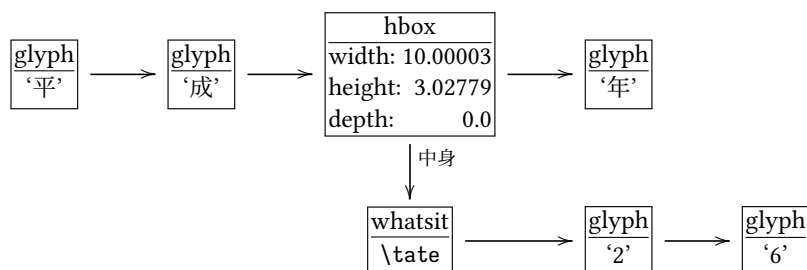 glyph
‘平’
glyph
‘成’
hbox
width: 10.00003
height: 3.02779
depth: 0.0
glyph
‘年’
中身
whatsit
\tate
glyph
‘2’
glyph
‘6’